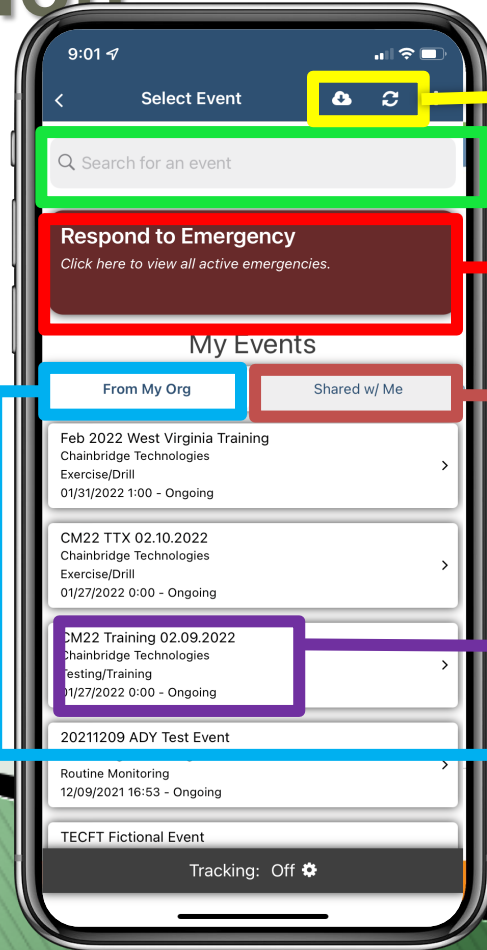 9:01
Select Event
Search for an event
Respond to Emergency
Click here to view all active emergencies.
My Events
From My Org
Shared w/ Me
Feb 2022 West Virginia Training
Chainbridge Technologies
Exercise/Drill
01/31/2022 1:00 - Ongoing
CM22 TTX 02.10.2022
Chainbridge Technologies
Exercise/Drill
01/27/2022 0:00 - Ongoing
CM22 Training 02.09.2022
Chainbridge Technologies
Testing/Training
01/27/2022 0:00 - Ongoing
20211209 ADY Test Event
Routine Monitoring
12/09/2021 16:53 - Ongoing
TECFT Fictional Event
Tracking: Off